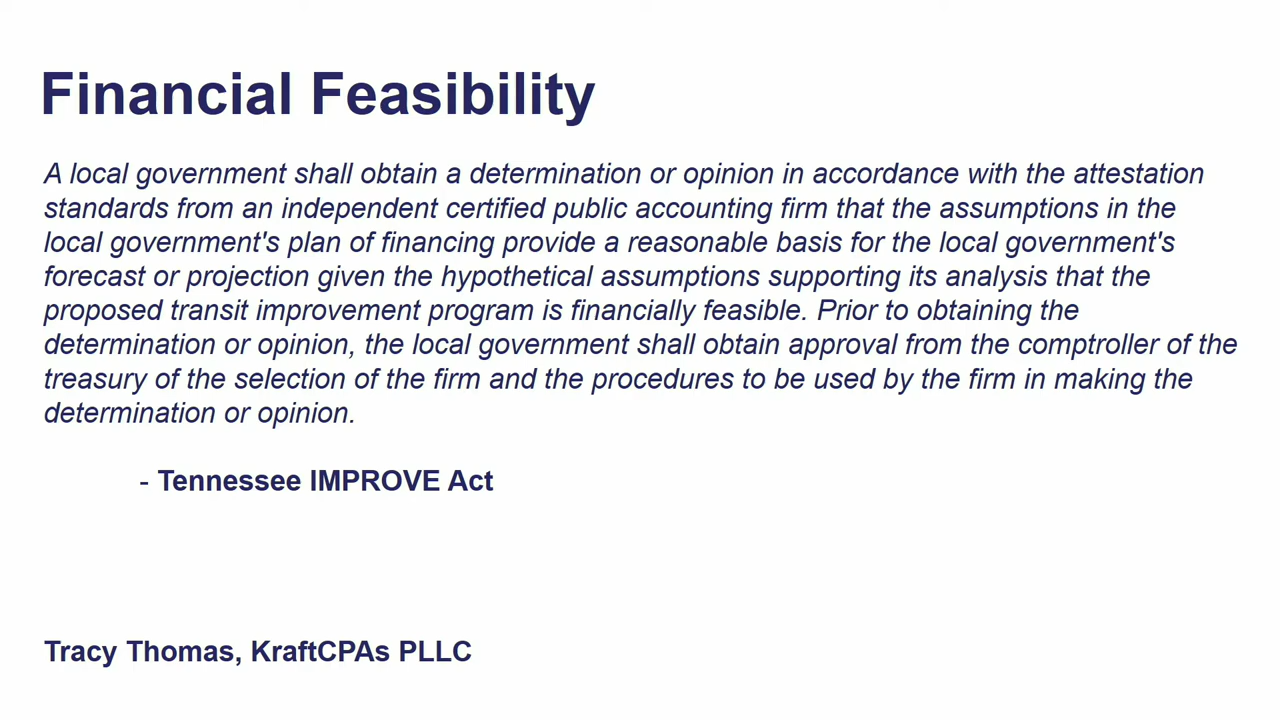 Financial Feasibility
A local government shall obtain a determination or opinion in accordance with the attestation
standards from an independent certified public accounting firm that the assumptions in the
local government's plan of financing provide a reasonable basis for the local government's
forecast or projection given the hypothetical assumptions supporting its analysis that the
proposed transit improvement program is financially feasible. Prior to obtaining the
determination or opinion, the local government shall obtain approval from the comptroller of the
treasury of the selection of the firm and the procedures to be used by the firm in making the
determination or opinion.
- Tennessee IMPROVE Act
Tracy Thomas, KraftCPAs PLLC